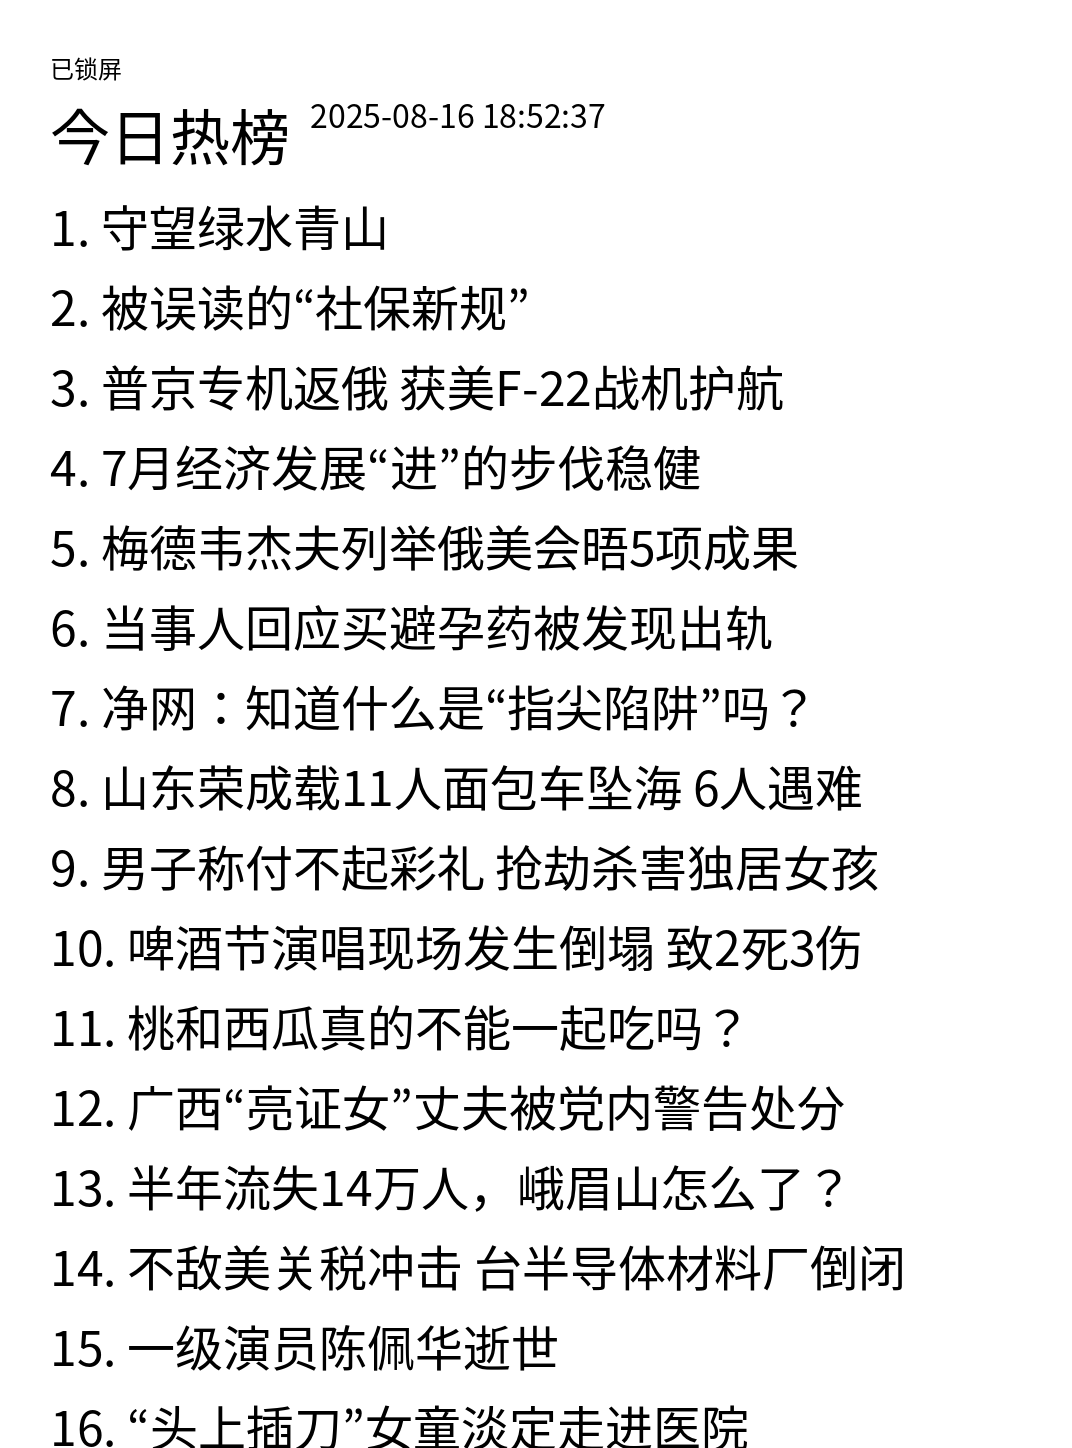 已锁屏
今日热榜 2025-08-16 18:52:37
1. 守望绿水青山
2. 被误读的“社保新规”
3. 普京专机返俄 获美F-22战机护航
4. 7月经济发展“进”的步伐稳健
5. 梅德韦杰夫列举俄美会晤5项成果
6. 当事人回应买避孕药被发现出轨
7. 净网：知道什么是“指尖陷阱”吗？
8. 山东荣成载11人面包车坠海 6人遇难
9. 男子称付不起彩礼 抢劫杀害独居女孩
10. 啤酒节演唱现场发生倒塌 致2死3伤
11. 桃和西瓜真的不能一起吃吗？
12. 广西“亮证女”丈夫被党内警告处分
13. 半年流失14万人，峨眉山怎么了？
14. 不敌美关税冲击 台半导体材料厂倒闭
15. 一级演员陈佩华逝世
16. “头上插刀”女童淡定走进医院